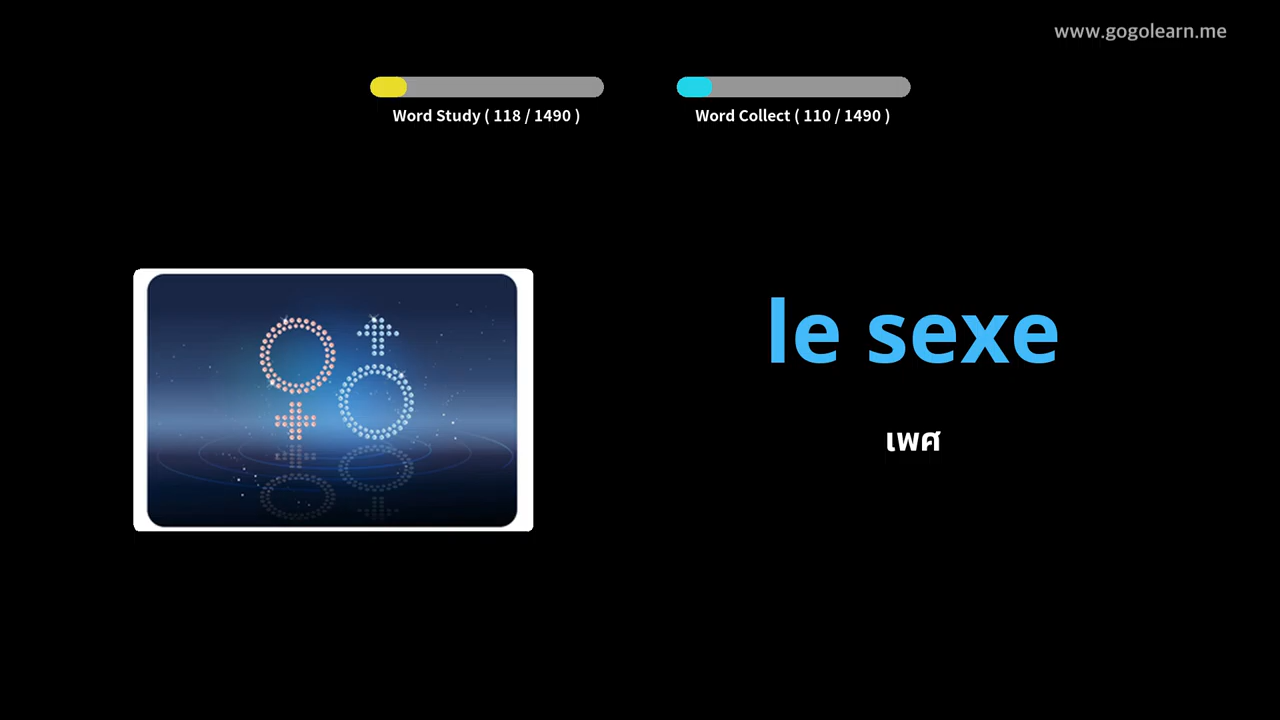 www.gogolearn.me
Word Study ( 118 / 1490 )
Word Collect ( 110 / 1490 )
le sexe
เพศ